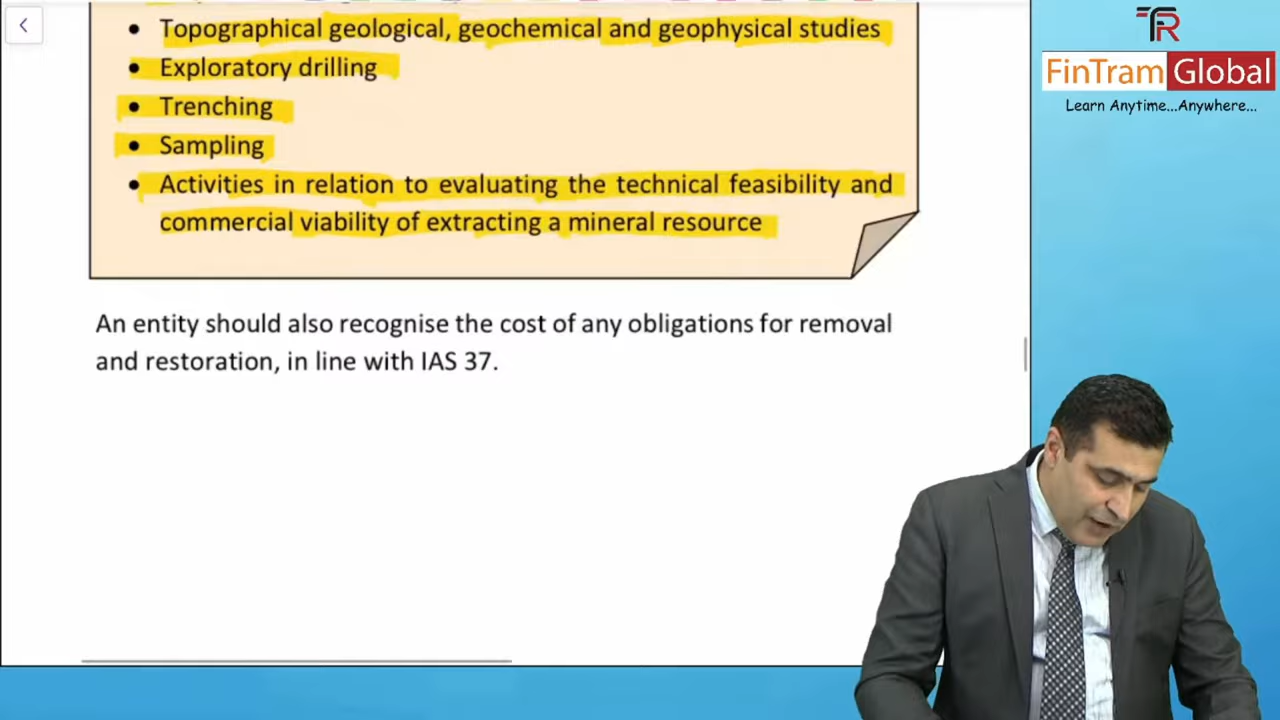 • Topographical geological, geochemical and geophysical studies
• Exploratory drilling
• Trenching
• Sampling
• Activities in relation to evaluating the technical feasibility and
commercial viability of extracting a mineral resource
An entity should also recognise the cost of any obligations for removal
and restoration, in line with IAS 37.
FinTram Global
Learn Anytime...Anywhere...